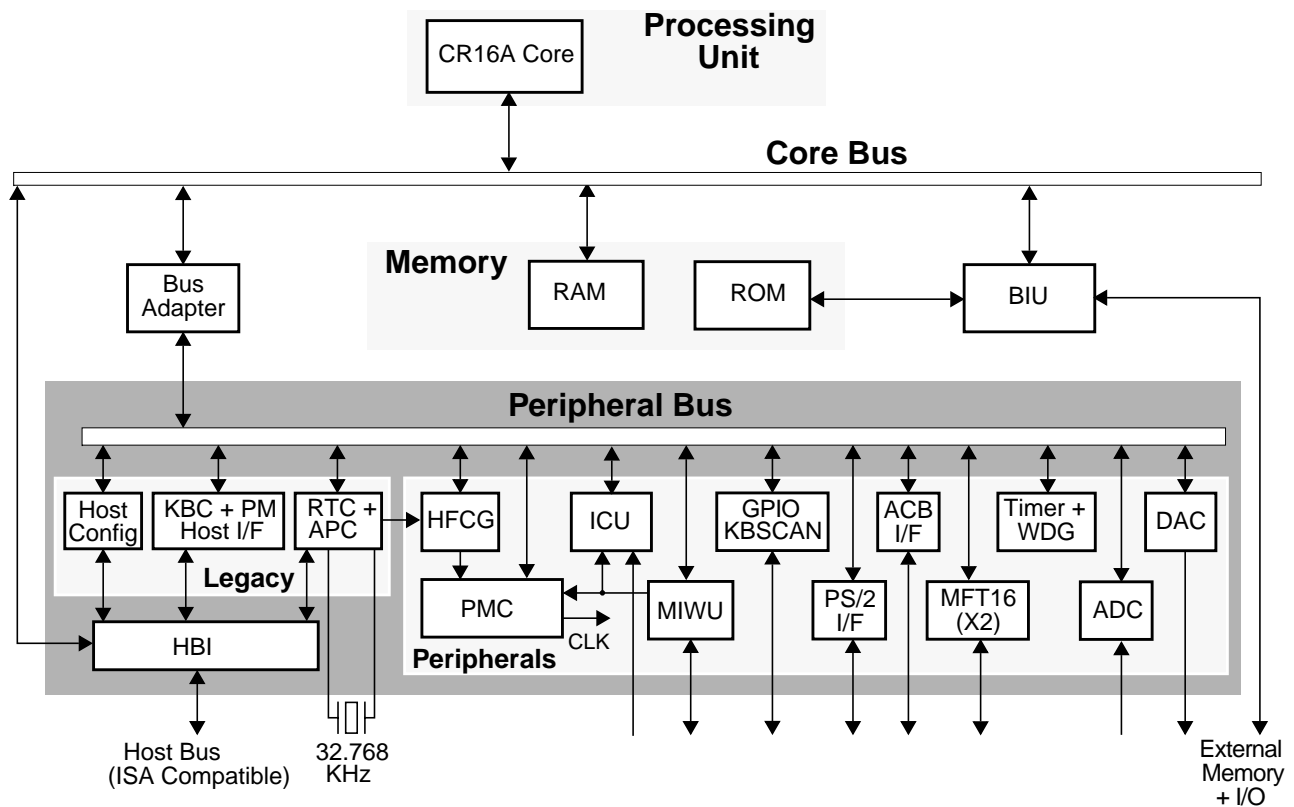 Processing
Unit
CR16A Core
Core Bus
Memory
Bus
Adapter
RAM
ROM
BIU
Peripheral Bus
Host
Config
KBC + PM
Host I/F
RTC +
APC
HFCG
ICU
GPIO
KBSCAN
ACB
I/F
Timer +
WDG
DAC
Legacy
PMC
CLK
MIWU
PS/2
I/F
MFT16
(X2)
ADC
HBI
Peripherals
Host Bus
(ISA Compatible)
32.768
KHz
External
Memory
+ I/O